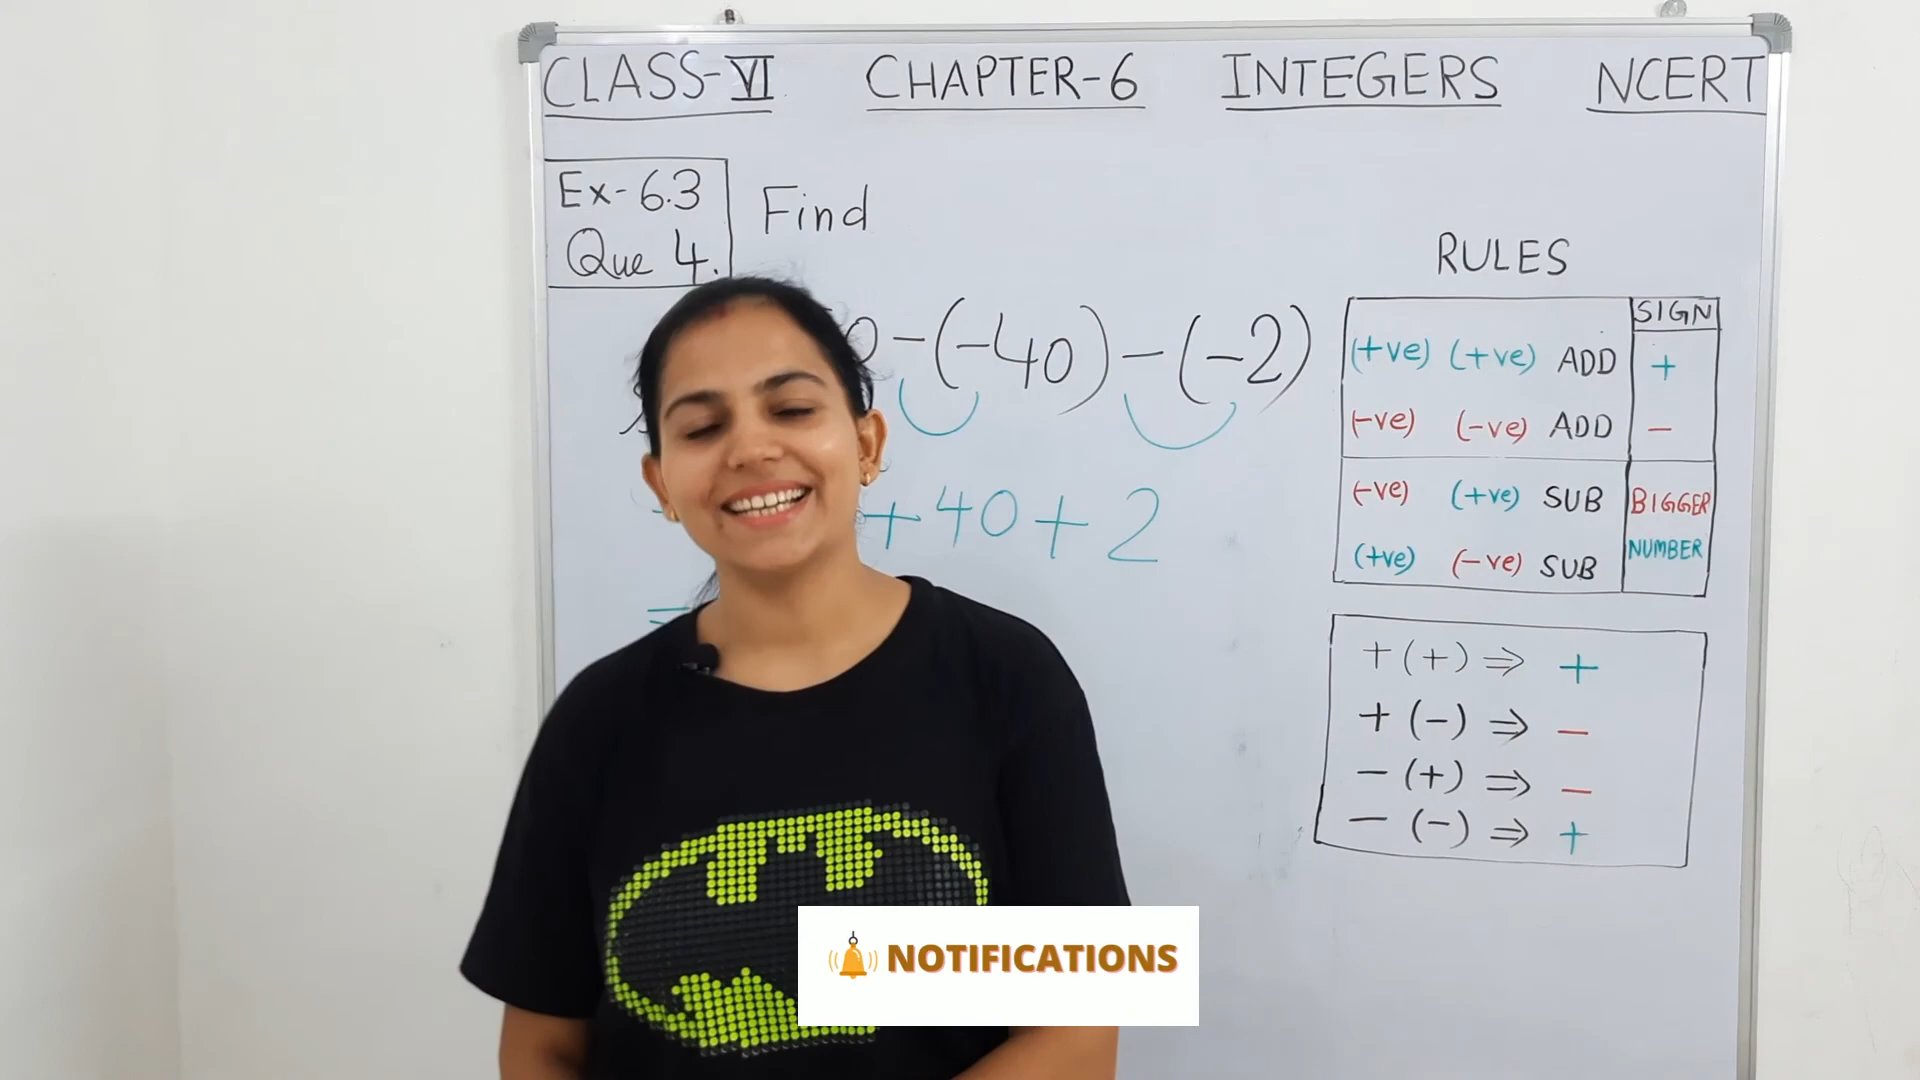 CLASS-VI CHAPTER-6 INTEGERS NCERT
Ex-6.3
Que 4.
Find
0-(-40)-(-2)
+40+2
=
RULES
SIGN
(+ve) (+ve) ADD +
(-ve) (-ve) ADD -
(-ve) (+ve) SUB BIGGER
(+ve) (-ve) SUB NUMBER
+(+) ⇒ +
+(-) ⇒ -
-(+) ⇒ -
-(-) ⇒ +
NOTIFICATIONS